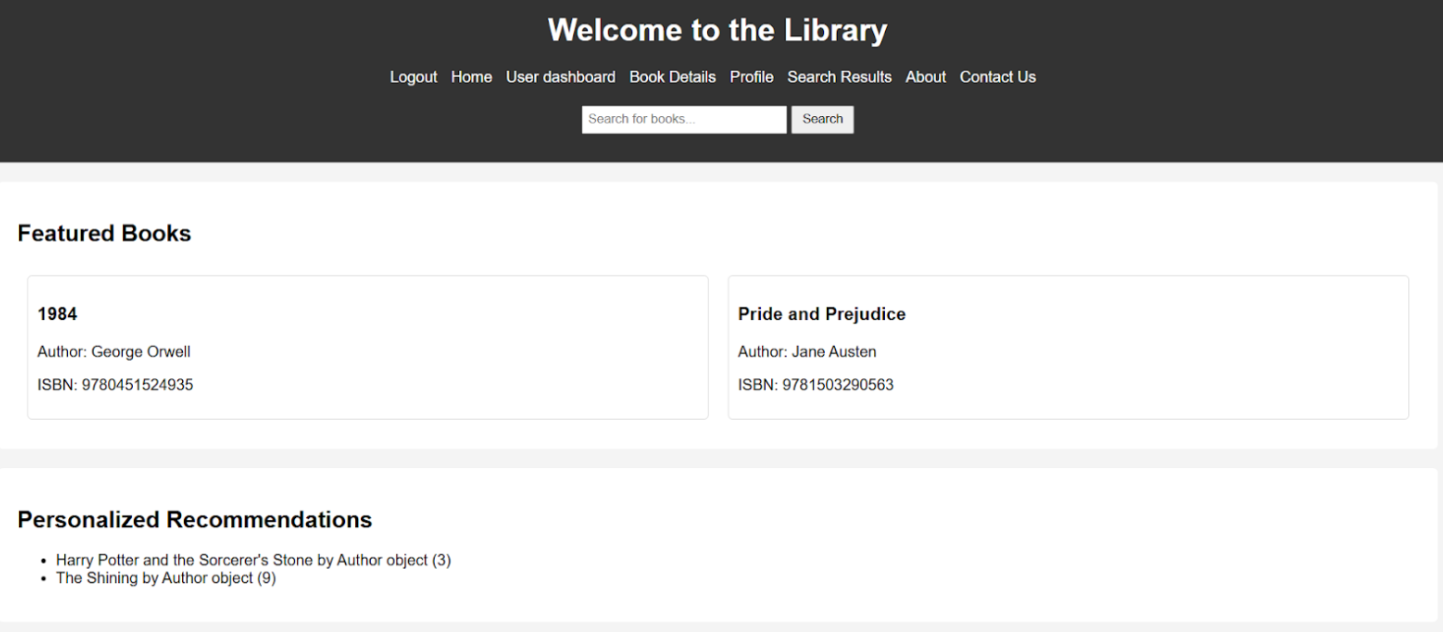 Welcome to the Library
Logout Home User dashboard Book Details Profile Search Results About Contact Us
Search for books... Search
Featured Books
1984
Author: George Orwell
ISBN: 9780451524935
Pride and Prejudice
Author: Jane Austen
ISBN: 9781503290563
Personalized Recommendations
• Harry Potter and the Sorcerer's Stone by Author object (3)
• The Shining by Author object (9)